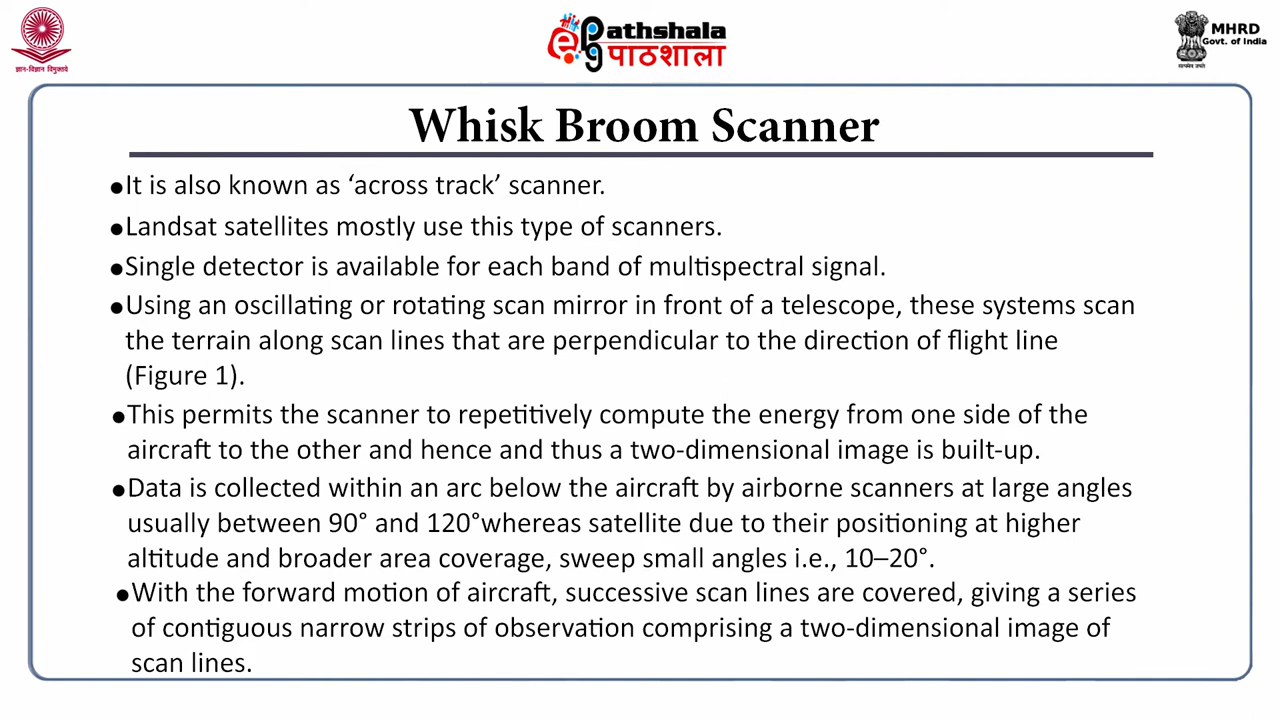 ज्ञान-विज्ञान विमुक्तये
epg Pathshala
पाठशाला
MHRD
Govt. of India
सत्यमेव जयते
Whisk Broom Scanner
●It is also known as ‘across track’ scanner.
●Landsat satellites mostly use this type of scanners.
●Single detector is available for each band of multispectral signal.
●Using an oscillating or rotating scan mirror in front of a telescope, these systems scan
the terrain along scan lines that are perpendicular to the direction of flight line
(Figure 1).
●This permits the scanner to repetitively compute the energy from one side of the
aircraft to the other and hence and thus a two-dimensional image is built-up.
●Data is collected within an arc below the aircraft by airborne scanners at large angles
usually between 90° and 120°whereas satellite due to their positioning at higher
altitude and broader area coverage, sweep small angles i.e., 10–20°.
●With the forward motion of aircraft, successive scan lines are covered, giving a series
of contiguous narrow strips of observation comprising a two-dimensional image of
scan lines.